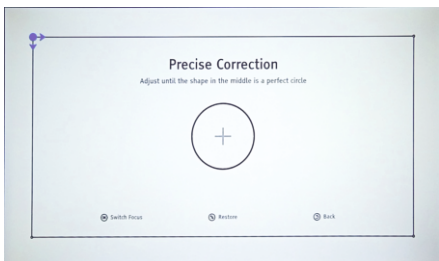 Precise Correction
Adjust until the shape in the middle is a perfect circle
Switch Focus
Restore
Back